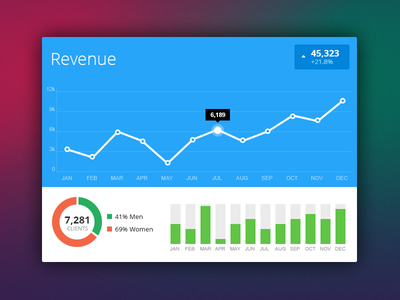 Revenue
45,323
+21.8%
12k
9k
6k
3k
0
6,189
JAN FEB MAR APR MAY JUN JUL AUG SEP OCT NOV DEC
7,281
CLIENTS
41% Men
69% Women
JAN FEB MAR APR MAY JUN JUL AUG SEP OCT NOV DEC